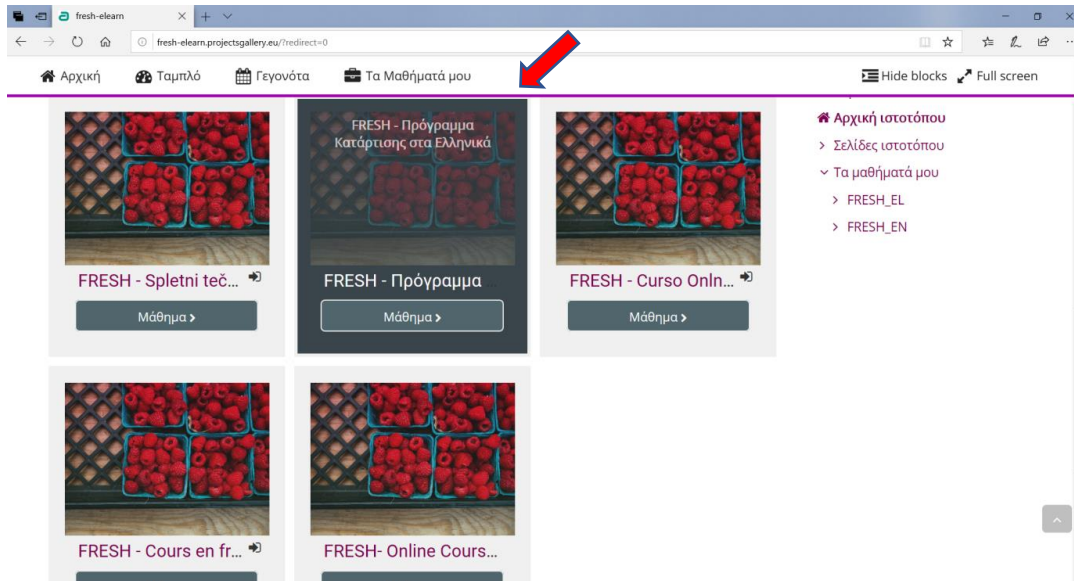 fresh-elearn
fresh-elearn.projectsgallery.eu/?redirect=0
Αρχική Ταμπλό Γεγονότα Τα Μαθήματά μου Hide blocks Full screen
FRESH - Πρόγραμμα
Κατάρτισης στα Ελληνικά
FRESH - Spletni teč...
Μάθημα
FRESH - Πρόγραμμα
Μάθημα
FRESH - Curso Onln...
Μάθημα
FRESH - Cours en fr...
FRESH- Online Cours...
Αρχική ιστοτόπου
Σελίδες ιστοτόπου
Τα μαθήματά μου
FRESH_EL
FRESH_EN